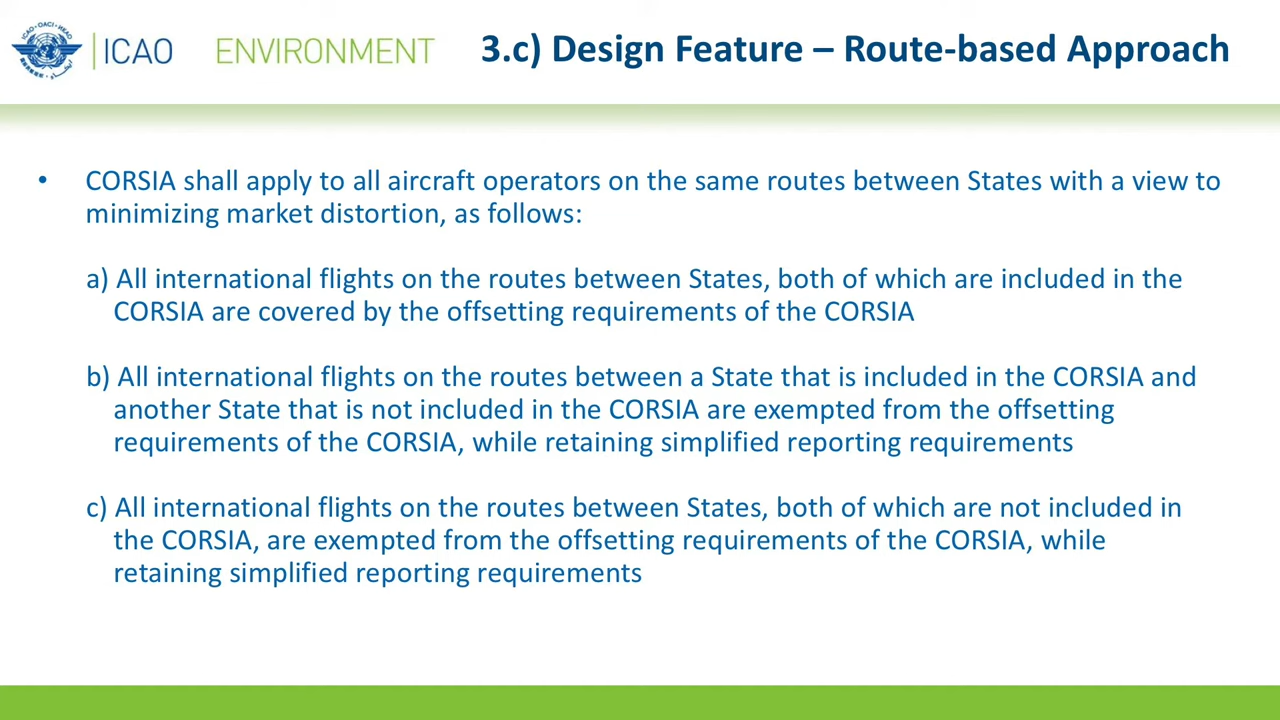 ICAO · OACI · ИКАО
ICAO ENVIRONMENT
3.c) Design Feature – Route-based Approach
• CORSIA shall apply to all aircraft operators on the same routes between States with a view to
minimizing market distortion, as follows:
a) All international flights on the routes between States, both of which are included in the
CORSIA are covered by the offsetting requirements of the CORSIA
b) All international flights on the routes between a State that is included in the CORSIA and
another State that is not included in the CORSIA are exempted from the offsetting
requirements of the CORSIA, while retaining simplified reporting requirements
c) All international flights on the routes between States, both of which are not included in
the CORSIA, are exempted from the offsetting requirements of the CORSIA, while
retaining simplified reporting requirements